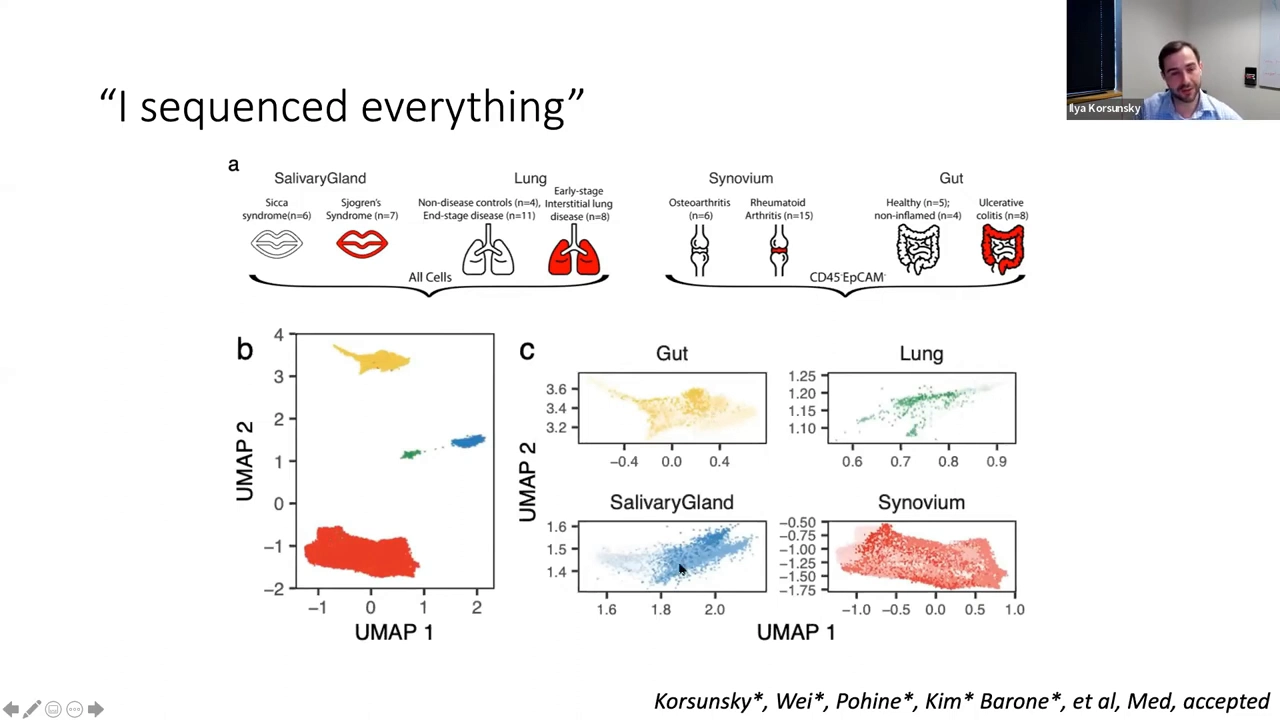 Ilya Korsunsky
“I sequenced everything”
a
SalivaryGland
Lung
Synovium
Gut
Sicca
syndrome(n=6)
Sjogren's
Syndrome (n=7)
Non-disease controls (n=4),
End-stage disease (n=11)
Early-stage
Interstitial lung
disease (n=8)
Osteoarthritis
(n=6)
Rheumatoid
Arthritis (n=15)
Healthy (n=5);
non-inflamed (n=4)
Ulcerative
colitis (n=8)
All Cells
CD45-EpCAM-
b
UMAP 2
4
3
2
1
0
−1
−2
−1 0 1 2
UMAP 1
c
UMAP 2
Gut
3.6
3.4
3.2
−0.4 0.0 0.4
Lung
1.25
1.20
1.15
1.10
0.6 0.7 0.8 0.9
SalivaryGland
1.6
1.5
1.4
1.6 1.8 2.0
Synovium
−0.50
−0.75
−1.00
−1.25
−1.50
−1.75
−1.0 −0.5 0.0 0.5 1.0
UMAP 1
Korsunsky*, Wei*, Pohine*, Kim* Barone*, et al, Med, accepted